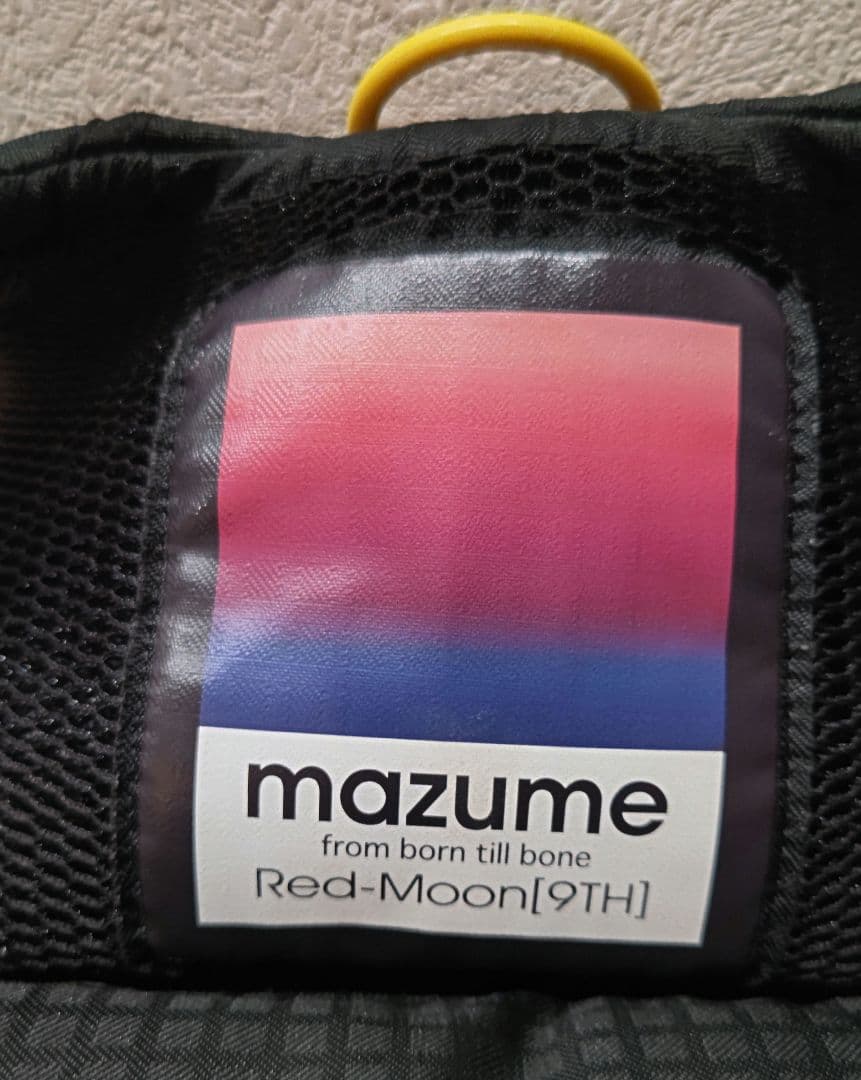 mazume
from born till bone
Red-Moon[9TH]